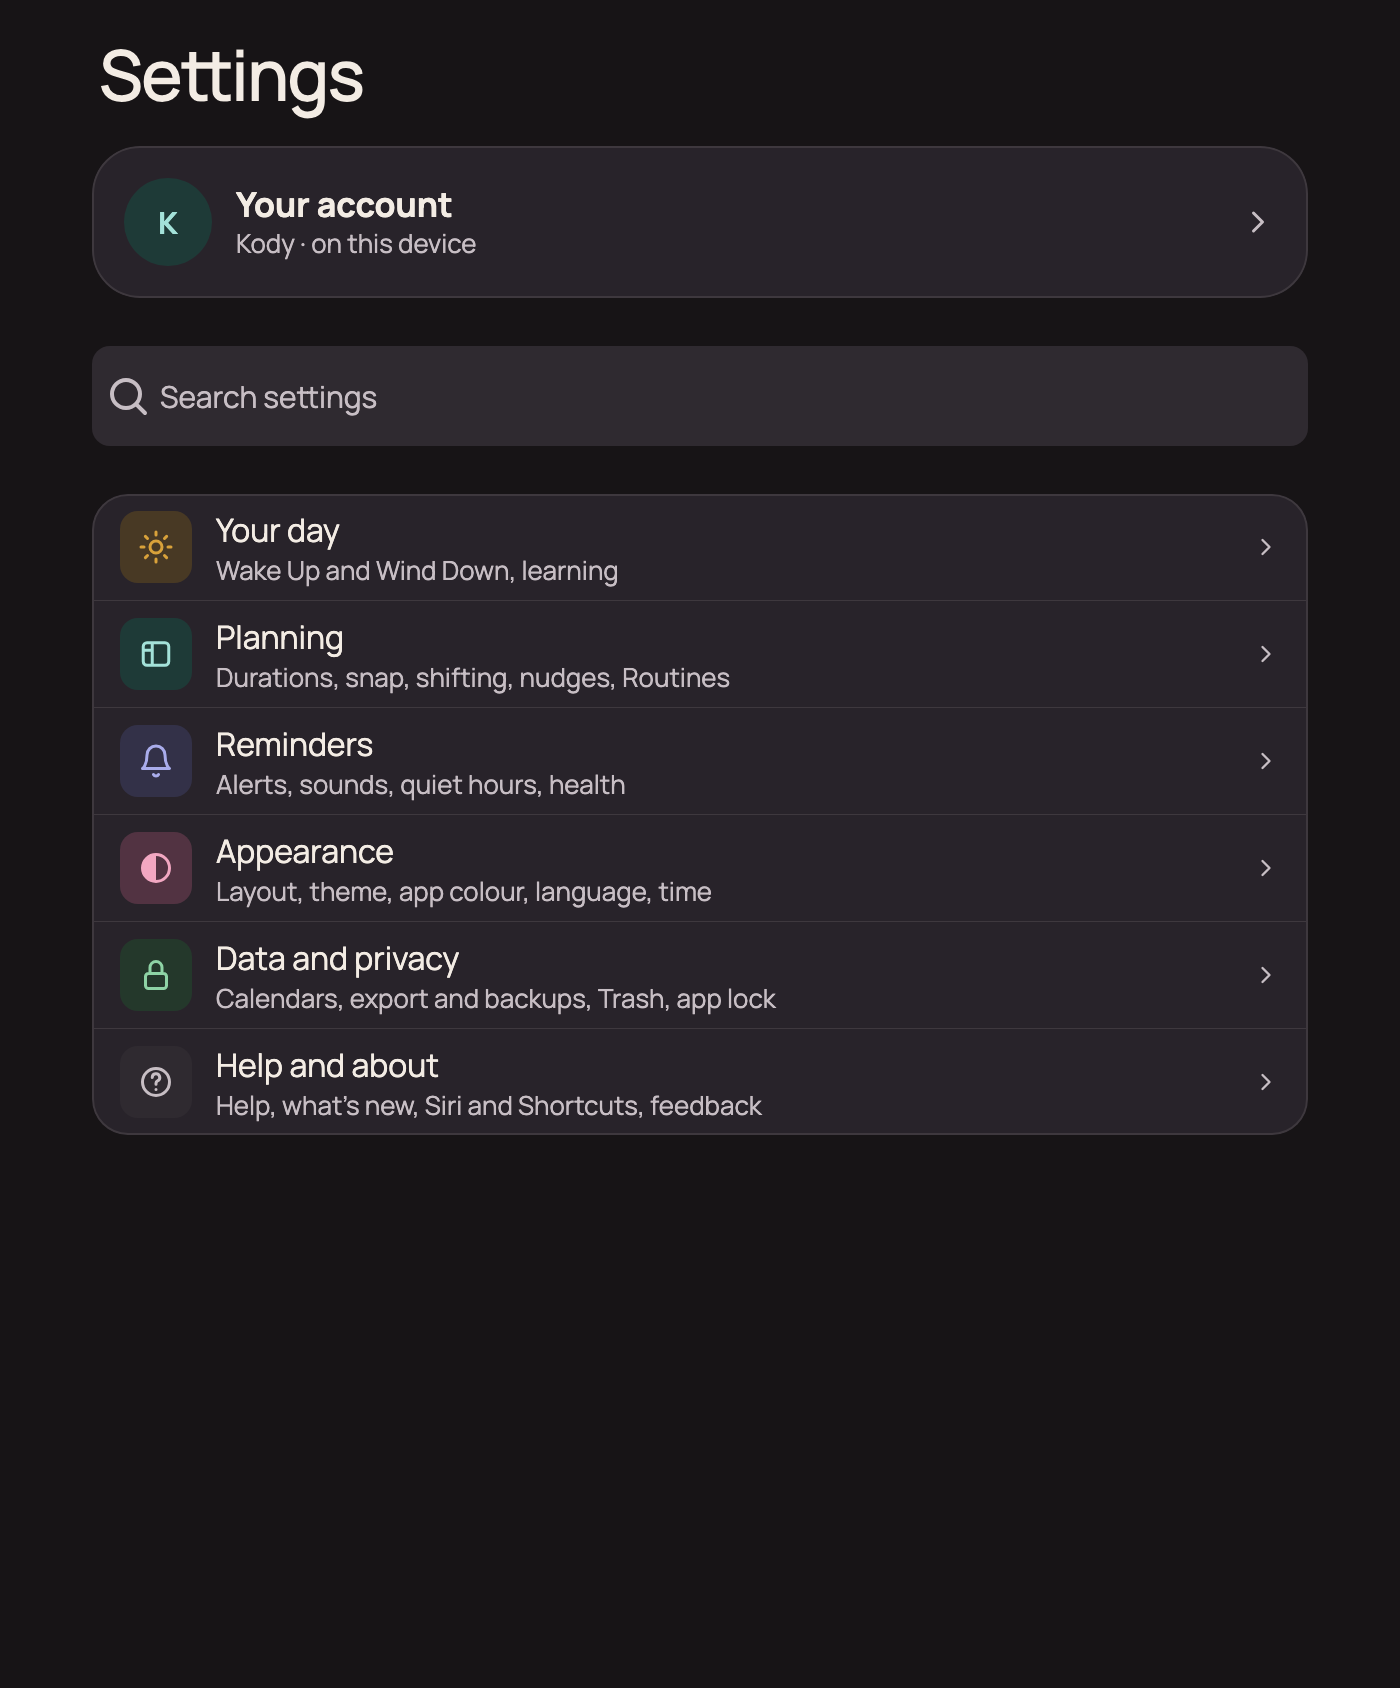 Settings
K
Your account
Kody · on this device
Search settings
Your day
Wake Up and Wind Down, learning
Planning
Durations, snap, shifting, nudges, Routines
Reminders
Alerts, sounds, quiet hours, health
Appearance
Layout, theme, app colour, language, time
Data and privacy
Calendars, export and backups, Trash, app lock
Help and about
Help, what’s new, Siri and Shortcuts, feedback